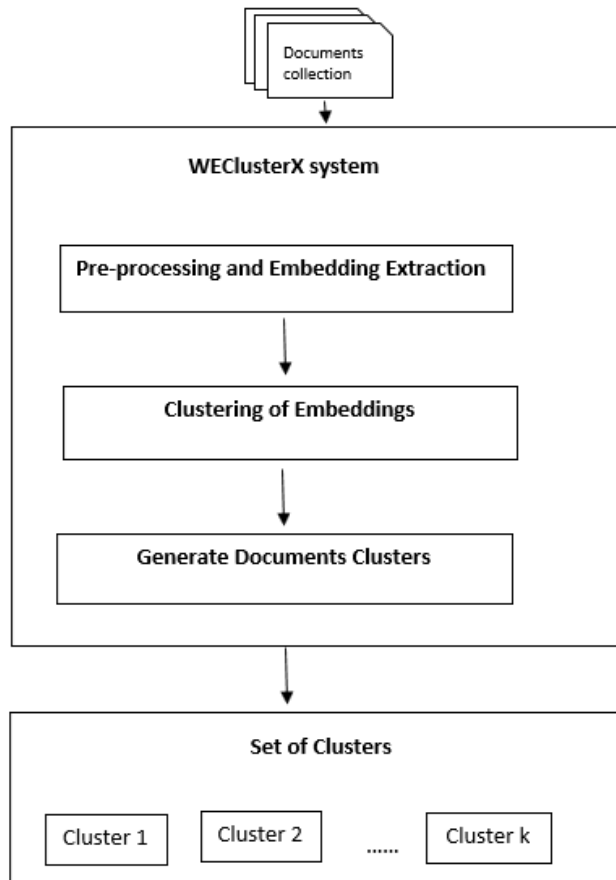 Documents
collection
WEClusterX system
Pre-processing and Embedding Extraction
Clustering of Embeddings
Generate Documents Clusters
Set of Clusters
Cluster 1 Cluster 2 ...... Cluster k